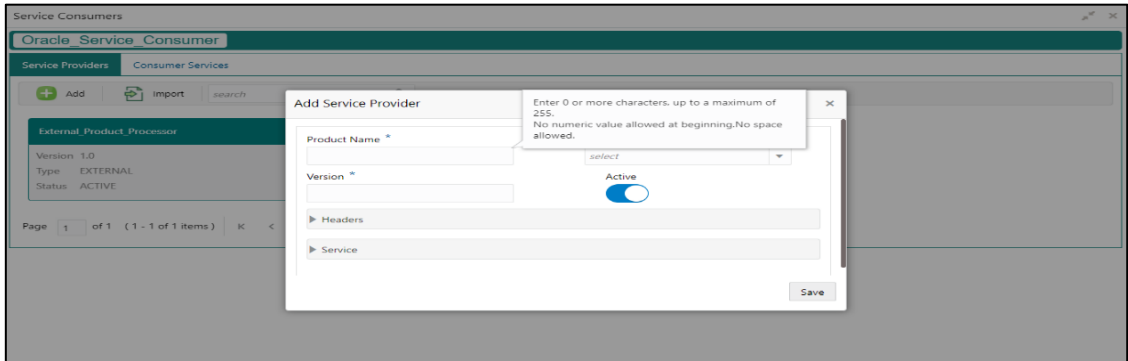 Service Consumers
Oracle_Service_Consumer
Service Providers Consumer Services
Add Import search
Add Service Provider
Enter 0 or more characters, up to a maximum of
255.
No numeric value allowed at beginning.No space
allowed.
External_Product_Processor
Product Name *
select
Version 1.0
Type EXTERNAL
Status ACTIVE
Version *
Active
Page 1 of 1 (1 - 1 of 1 items)
Headers
Service
Save